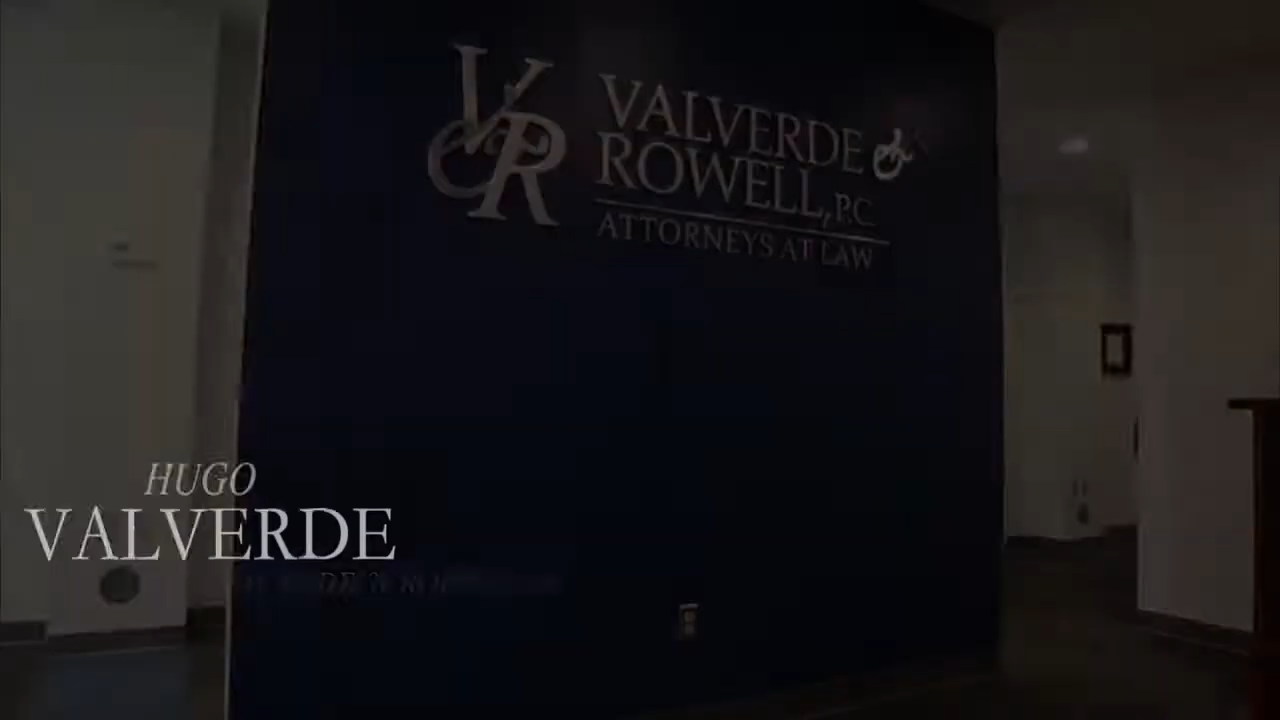 VR
VALVERDE &
ROWELL, P.C.
ATTORNEYS AT LAW
HUGO
VALVERDE